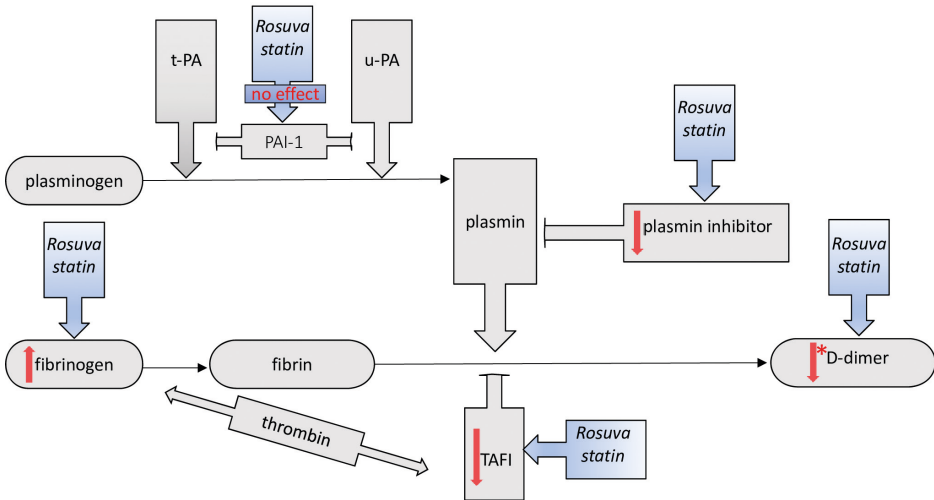 t-PA
Rosuva
statin
no effect
u-PA
PAI-1
Rosuva
statin
plasminogen
plasmin
plasmin inhibitor
Rosuva
statin
Rosuva
statin
fibrinogen
fibrin
*D-dimer
thrombin
TAFI
Rosuva
statin